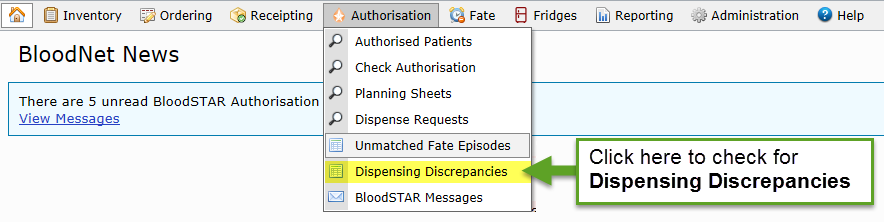 Inventory Ordering Receipting Authorisation Fate Fridges Reporting Administration Help
BloodNet News
There are 5 unread BloodSTAR Authorisation
View Messages
Authorised Patients
Check Authorisation
Planning Sheets
Dispense Requests
Unmatched Fate Episodes
Dispensing Discrepancies
BloodSTAR Messages
Click here to check for
Dispensing Discrepancies